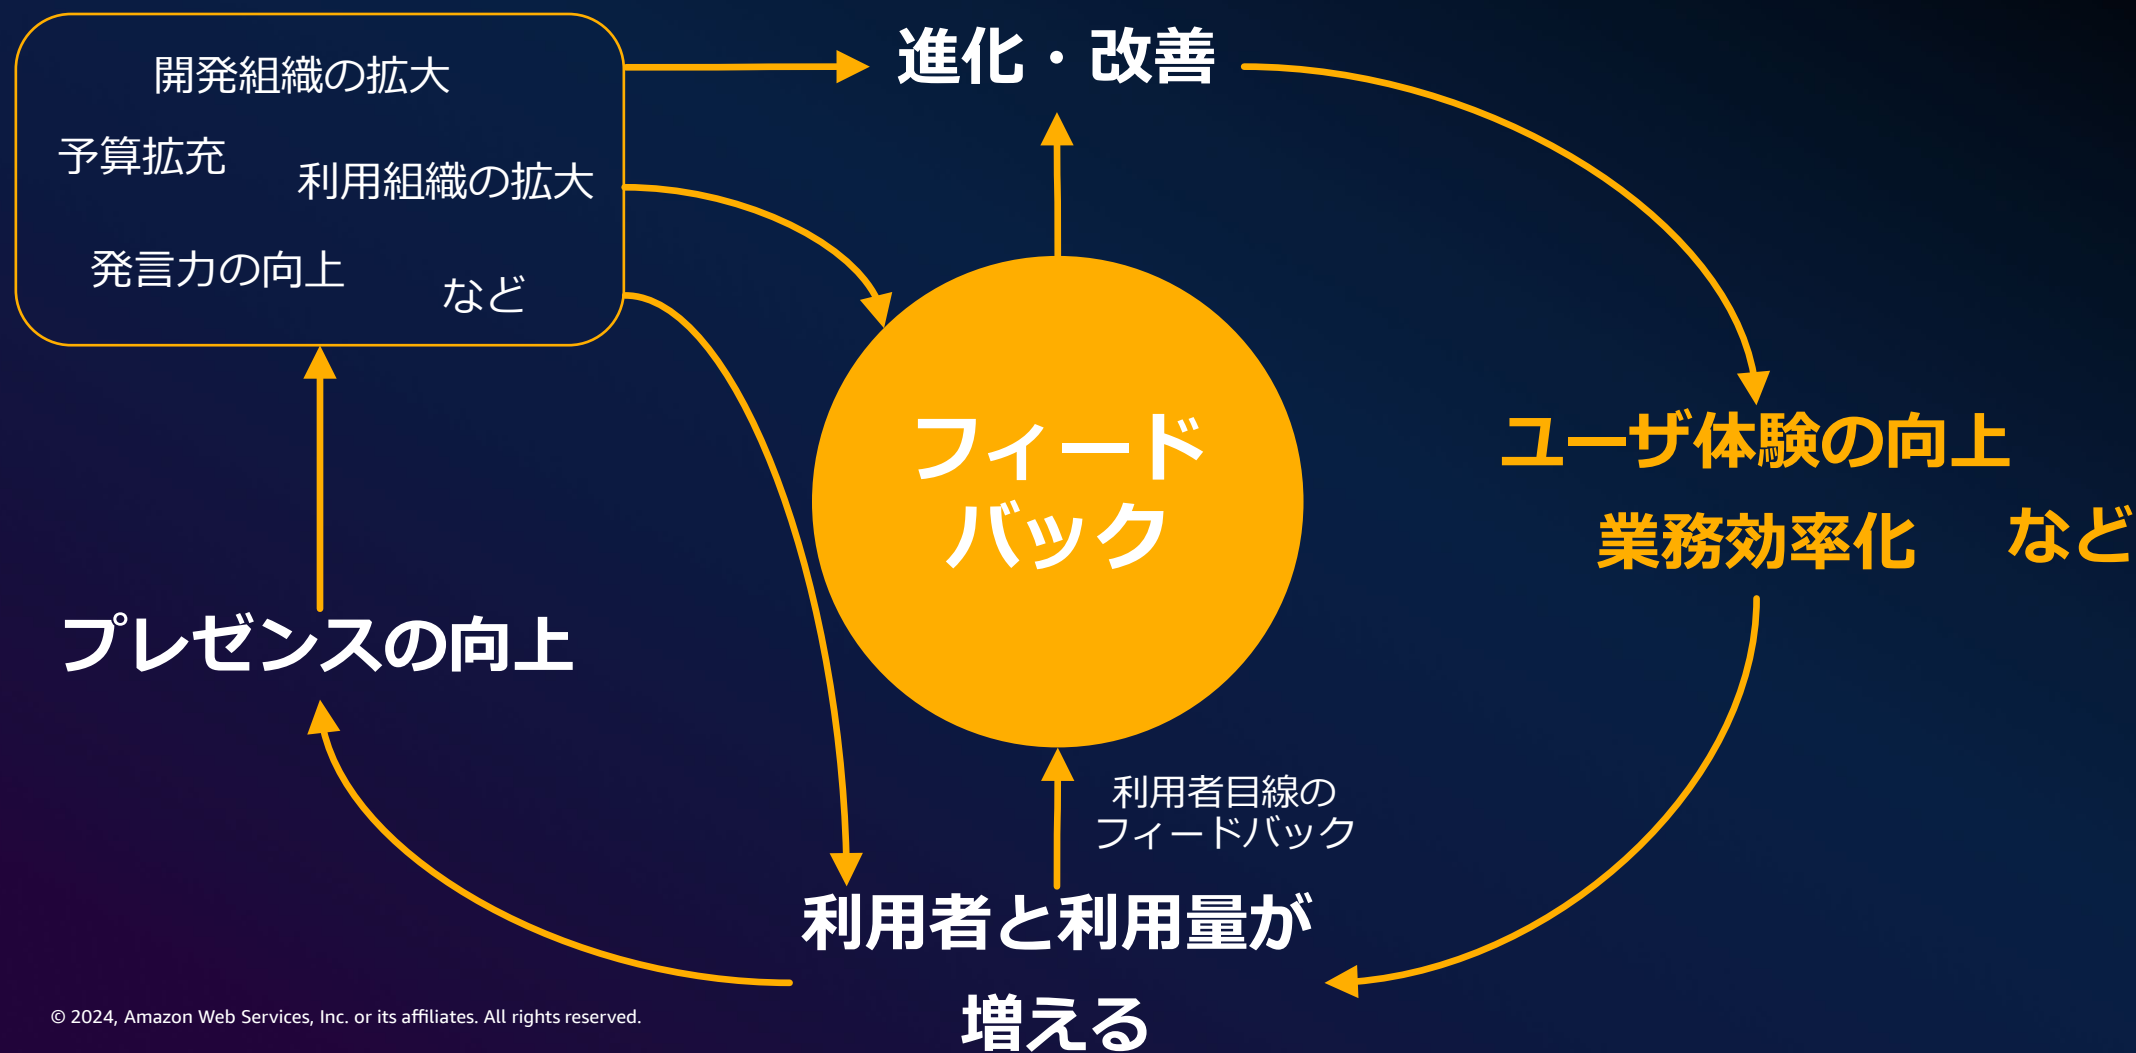 開発組織の拡大
予算拡充
利用組織の拡大
発言力の向上
など
進化・改善
フィード
バック
ユーザ体験の向上
業務効率化 など
プレゼンスの向上
利用者目線の
フィードバック
利用者と利用量が
増える
© 2024, Amazon Web Services, Inc. or its affiliates. All rights reserved.